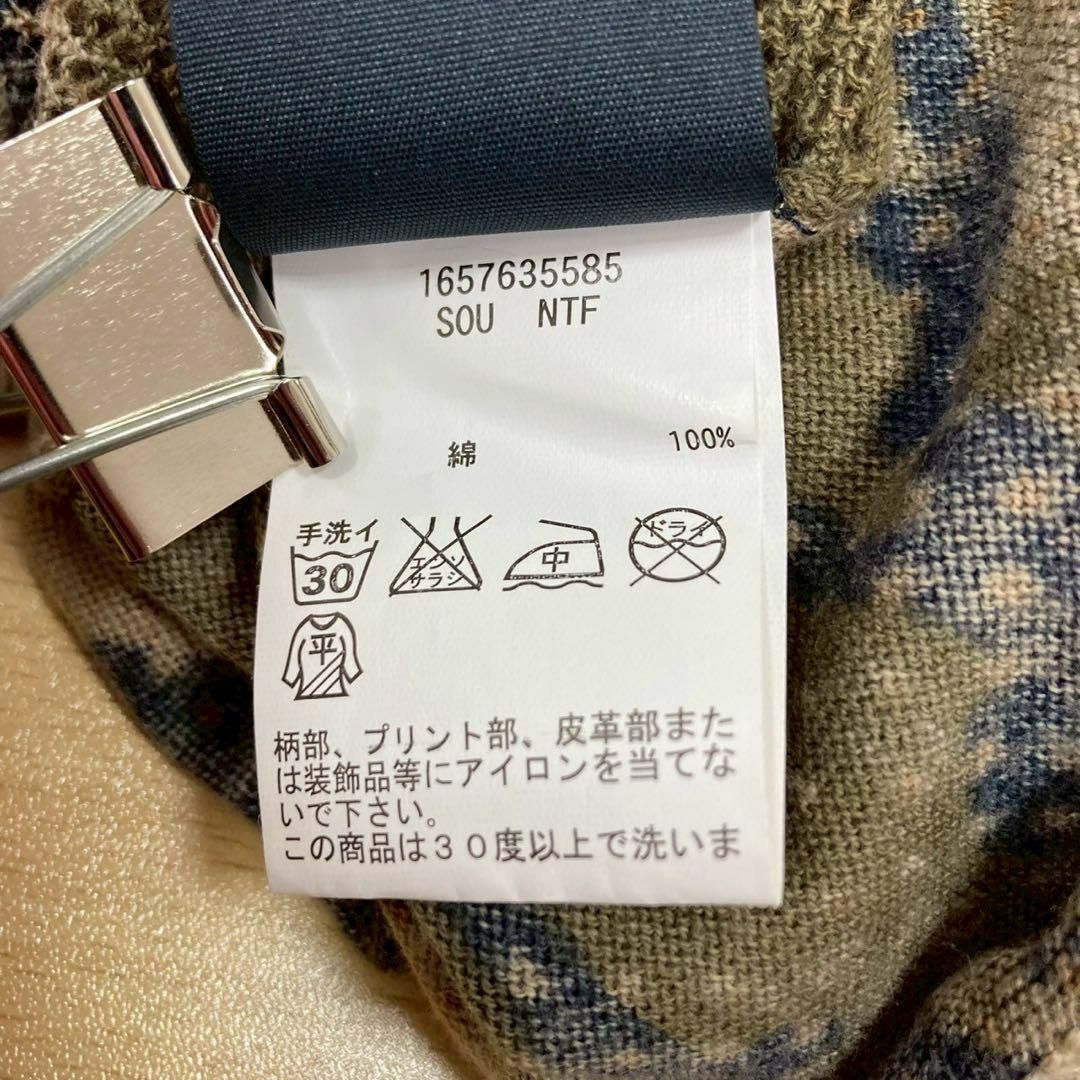 1657635585
SOU NTF
綿 100%
手洗イ
30
エンソ
サラシ
中
ドライ
平
柄部、プリント部、皮革部また
は装飾品等にアイロンを当てな
いで下さい。
この商品は３０度以上で洗いま